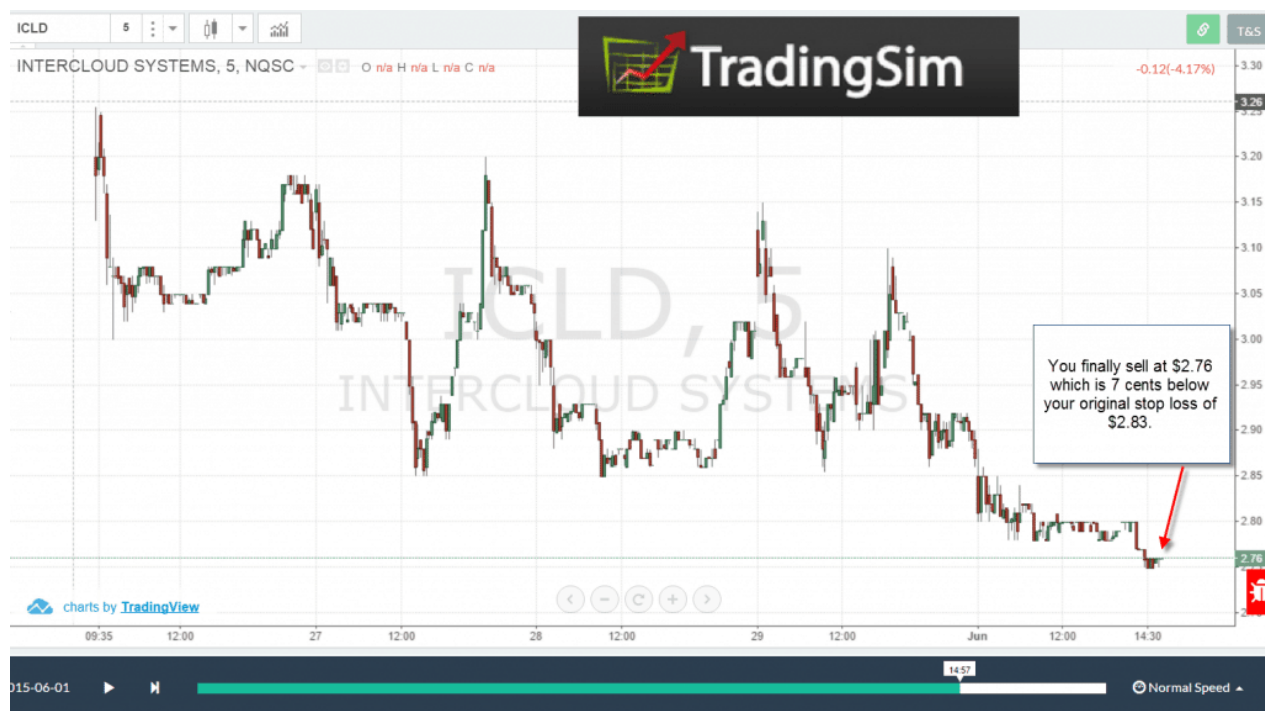 ICLD 5
T&S
INTERCLOUD SYSTEMS, 5, NQSC O n/a H n/a L n/a C n/a
TradingSim
-0.12(-4.17%)
3.30
3.26
3.25
3.20
3.15
3.10
3.05
3.00
2.95
2.90
2.85
2.80
2.76
ICLD, 5
INTERCLOUD SYSTEMS
You finally sell at $2.76
which is 7 cents below
your original stop loss of
$2.83.
charts by TradingView
09:35 12:00 27 12:00 28 12:00 29 12:00 Jun 12:00 14:30
14:57
015-06-01 Normal Speed